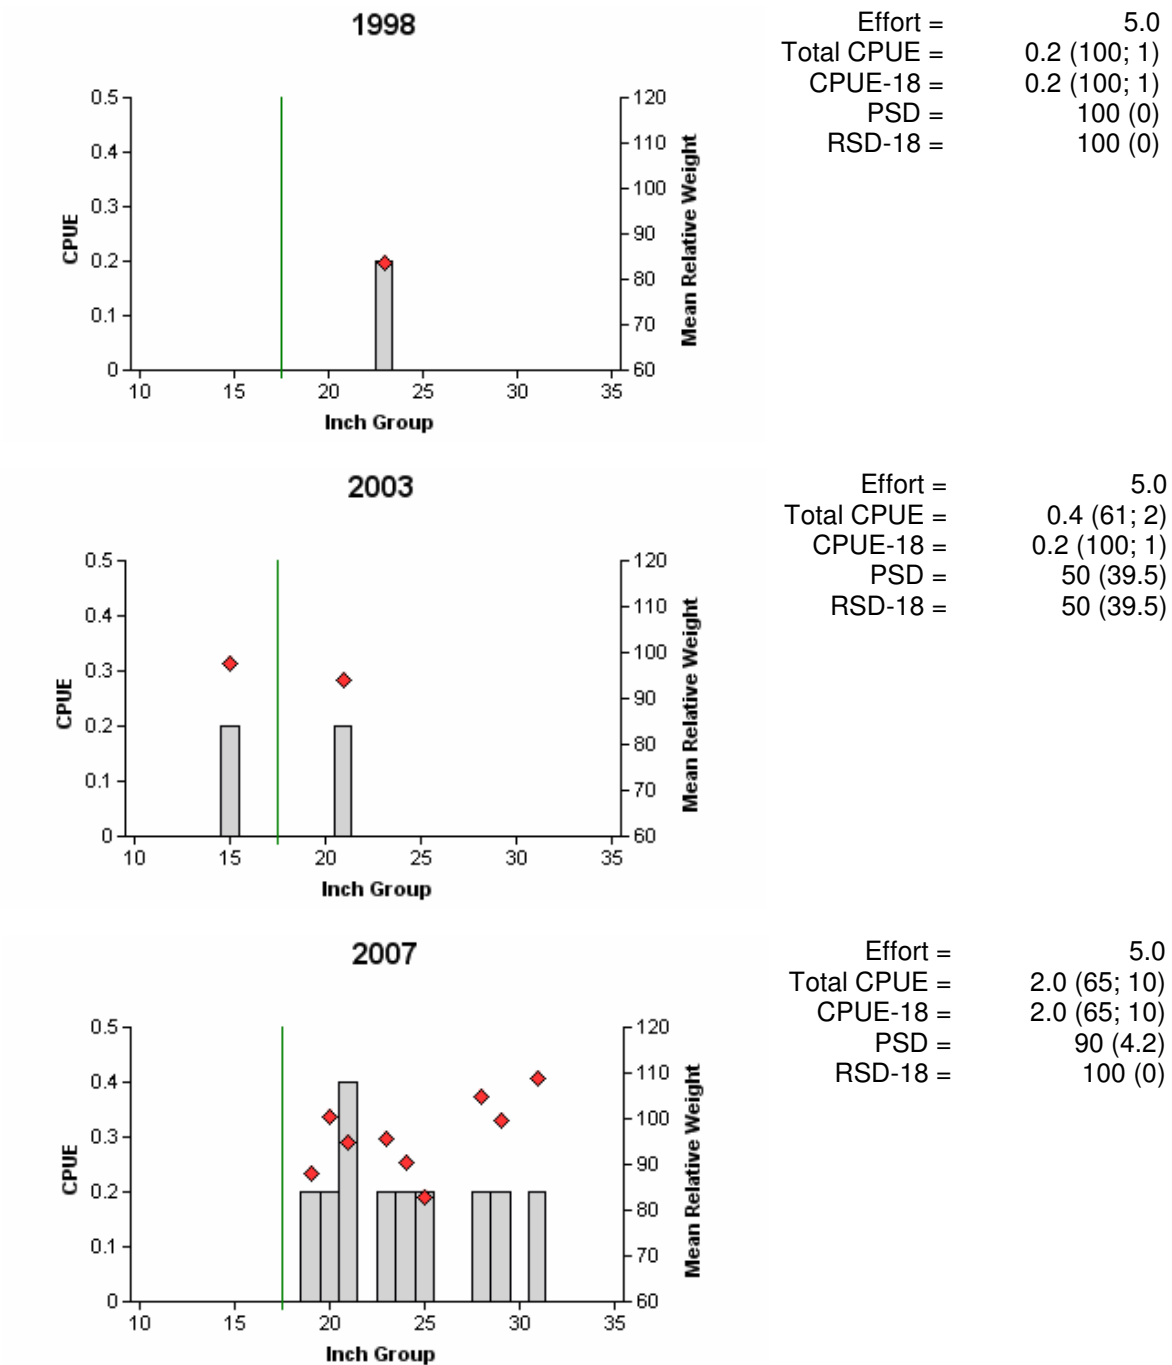 1998
Effort = 5.0
Total CPUE = 0.2 (100; 1)
CPUE-18 = 0.2 (100; 1)
PSD = 100 (0)
RSD-18 = 100 (0)
0.5
0.4
0.3
0.2
0.1
0
CPUE
120
110
100
90
80
70
60
Mean Relative Weight
10 15 20 25 30 35
Inch Group
2003
Effort = 5.0
Total CPUE = 0.4 (61; 2)
CPUE-18 = 0.2 (100; 1)
PSD = 50 (39.5)
RSD-18 = 50 (39.5)
0.5
0.4
0.3
0.2
0.1
0
CPUE
120
110
100
90
80
70
60
Mean Relative Weight
10 15 20 25 30 35
Inch Group
2007
Effort = 5.0
Total CPUE = 2.0 (65; 10)
CPUE-18 = 2.0 (65; 10)
PSD = 90 (4.2)
RSD-18 = 100 (0)
0.5
0.4
0.3
0.2
0.1
0
CPUE
120
110
100
90
80
70
60
Mean Relative Weight
10 15 20 25 30 35
Inch Group